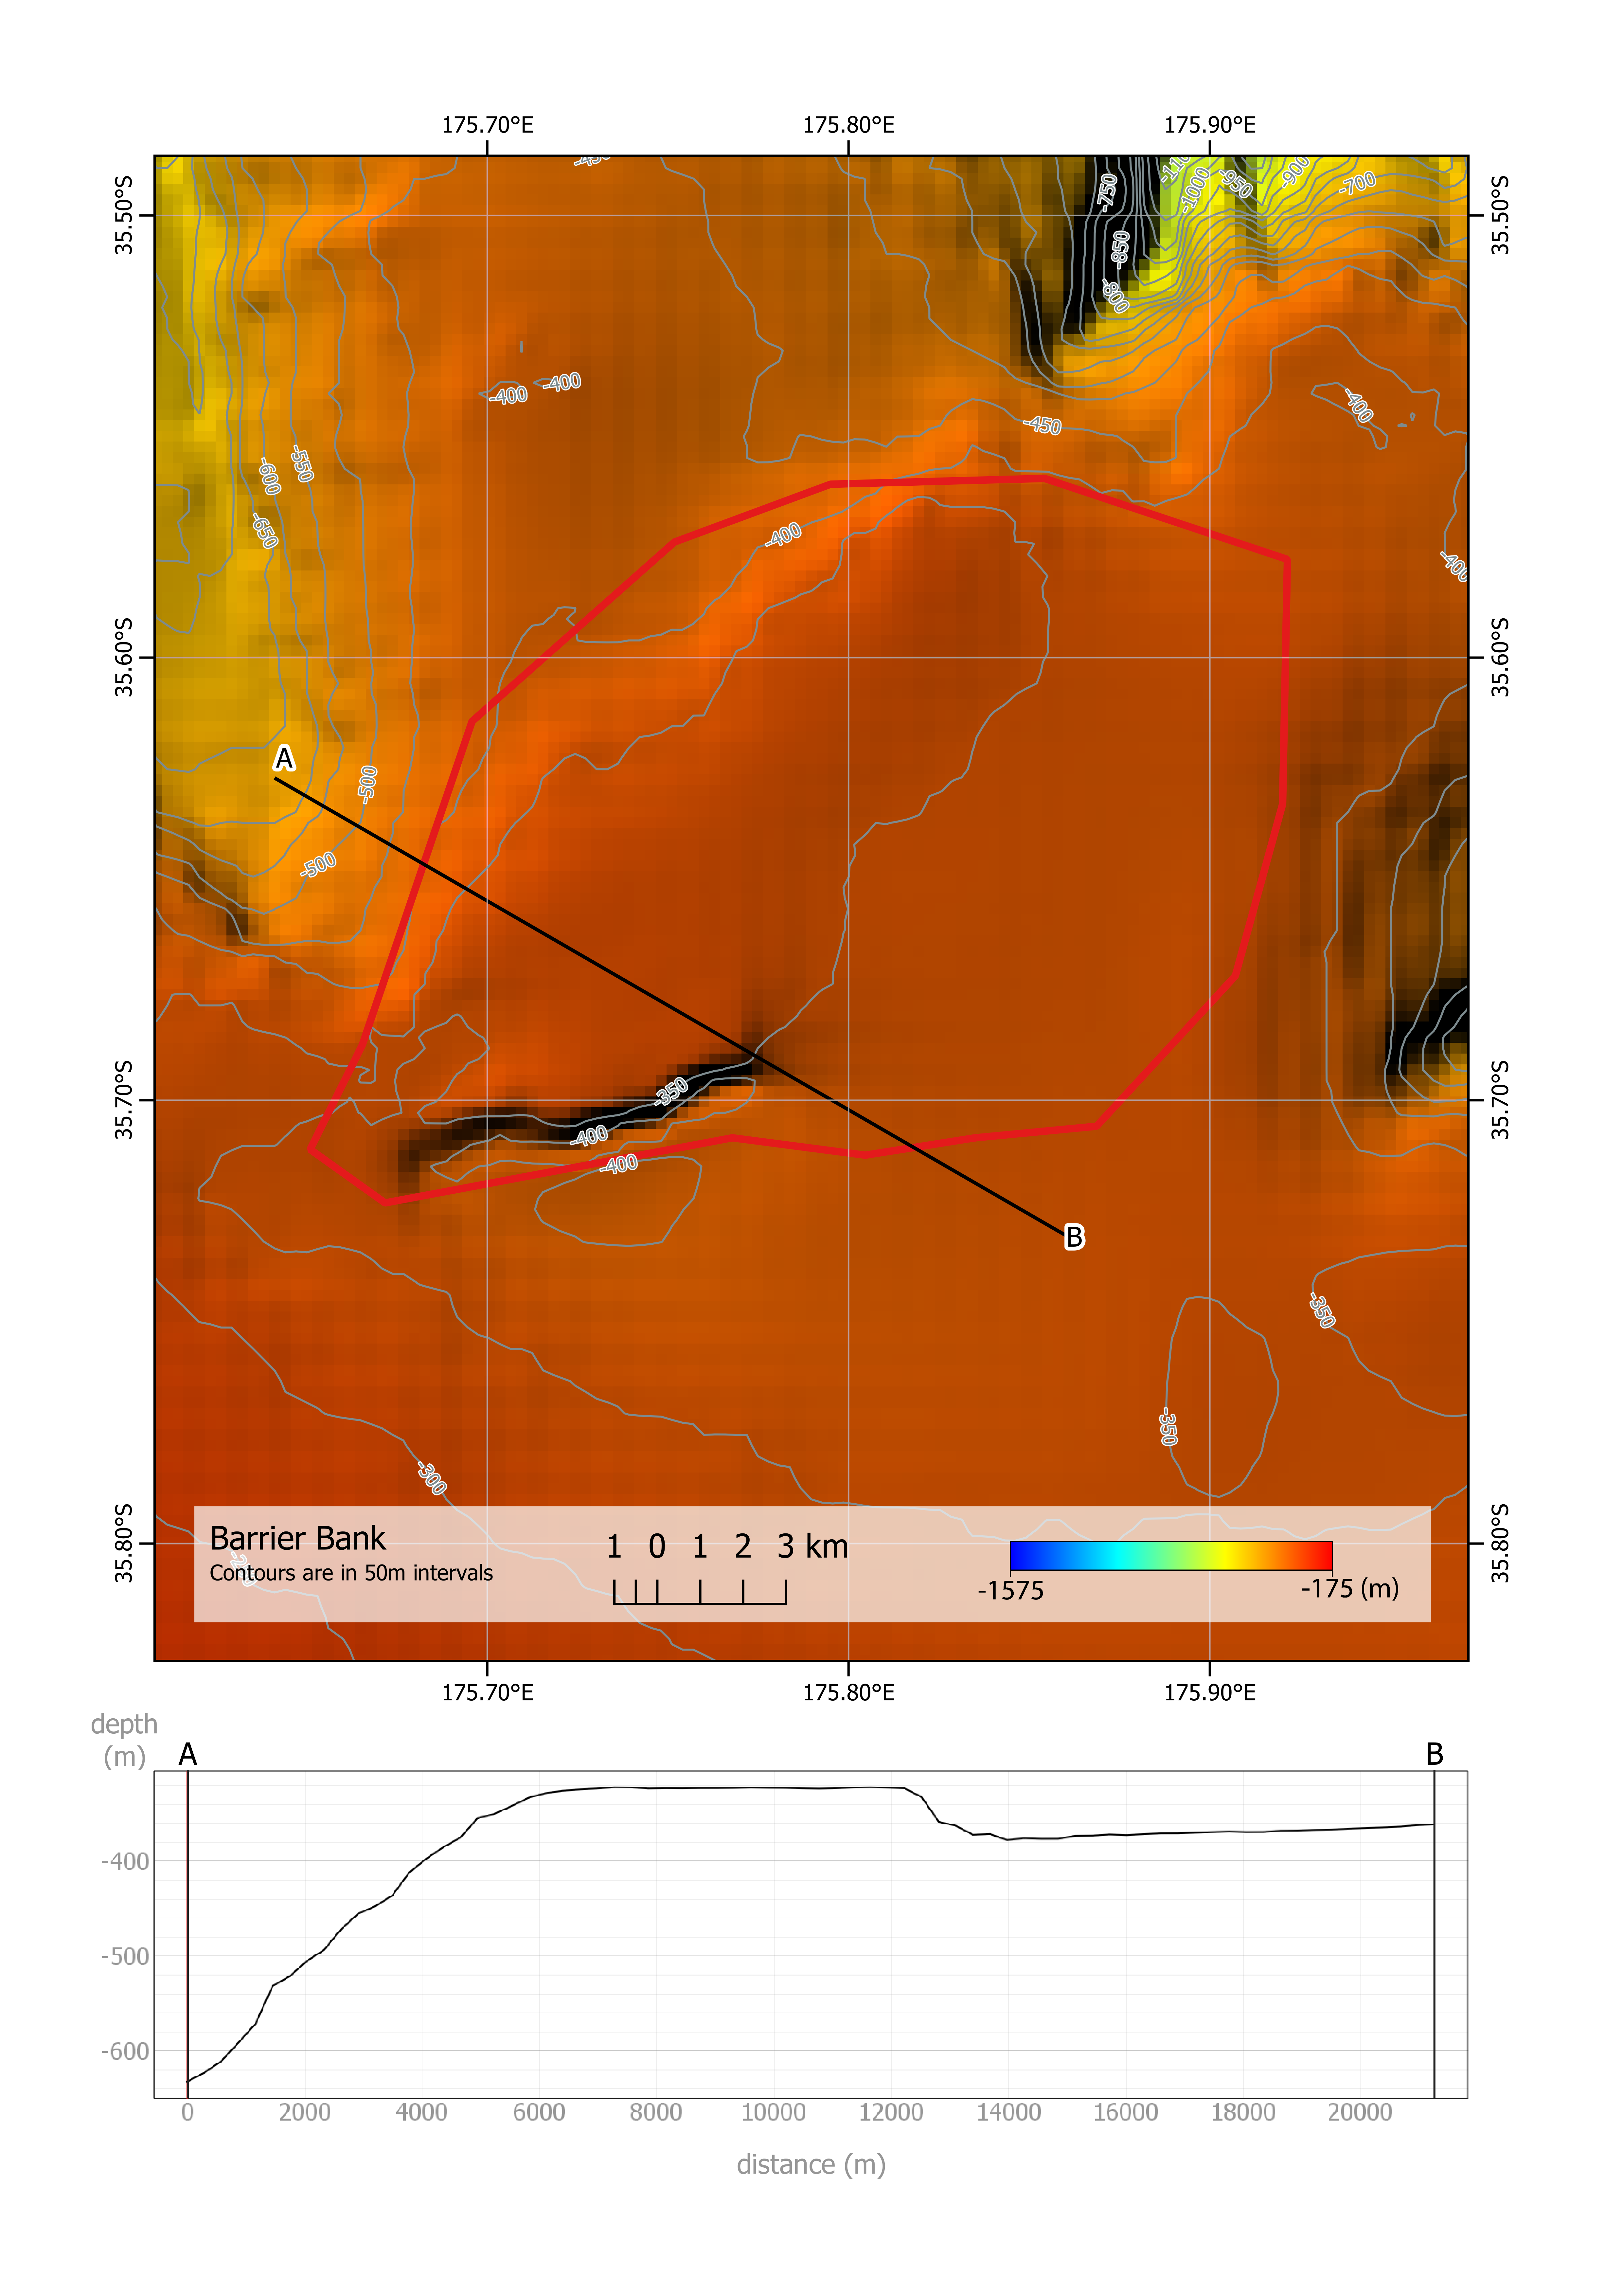 175.70°E 175.80°E 175.90°E
35.50°S 35.50°S
-750
-1000
-950
-900
-700
-850
-800
-400
-400
-400
-450
-550
-600
-650
-400
-400
35.60°S 35.60°S
A
-500
-500
35.70°S 35.70°S
-350
-400
-400
B
-350
-350
-300
35.80°S 35.80°S
Barrier Bank
Contours are in 50m intervals
1 0 1 2 3 km
-1575 -175 (m)
175.70°E 175.80°E 175.90°E
depth
(m)
A B
-400
-500
-600
0 2000 4000 6000 8000 10000 12000 14000 16000 18000 20000
distance (m)